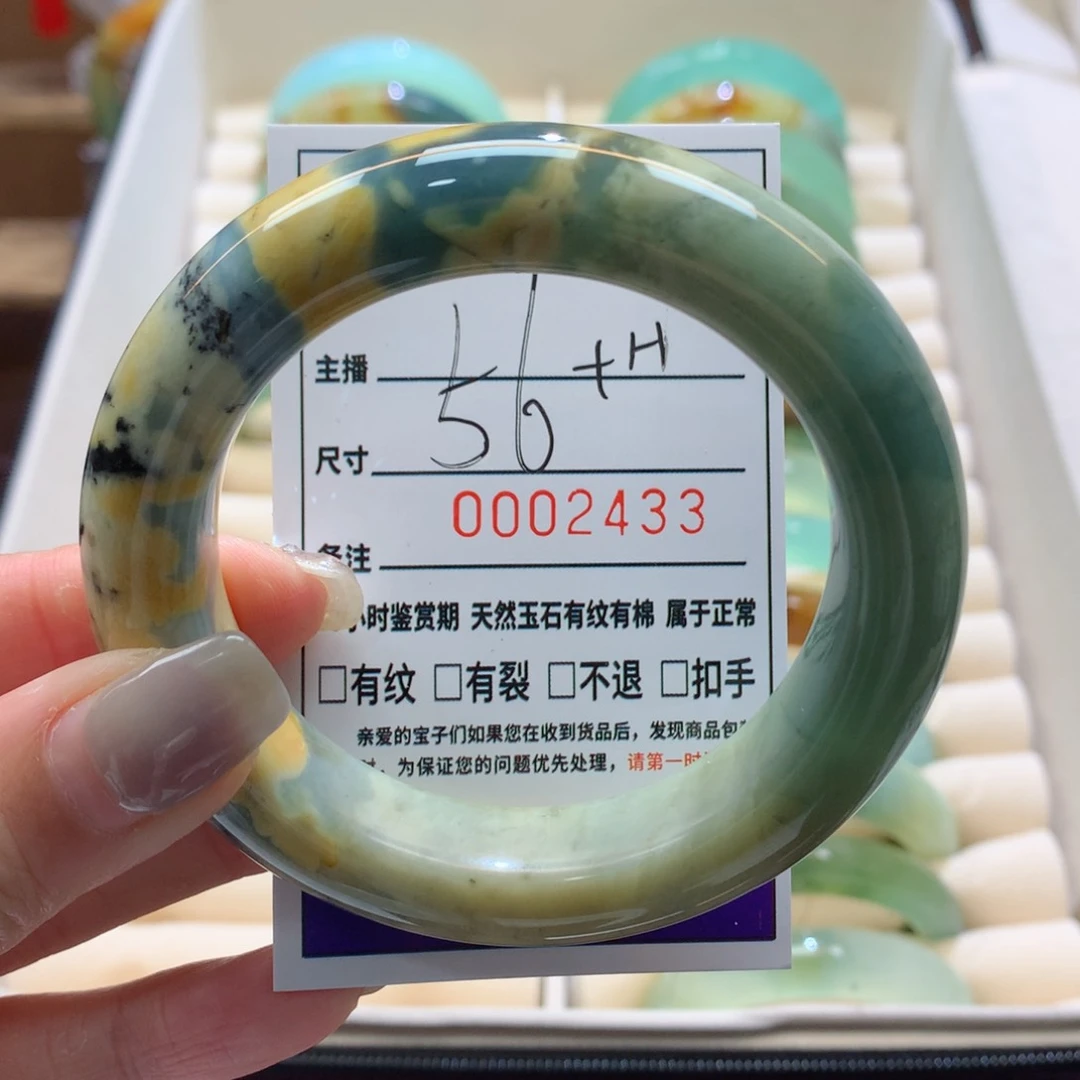 主播
56+H
尺寸
0002433
备注
小时鉴赏期 天然玉石有纹有棉 属于正常
□有纹 □有裂 □不退 □扣手
亲爱的宝子们如果您在收到货品后，发现商品包
时，为保证您的问题优先处理，请第一时